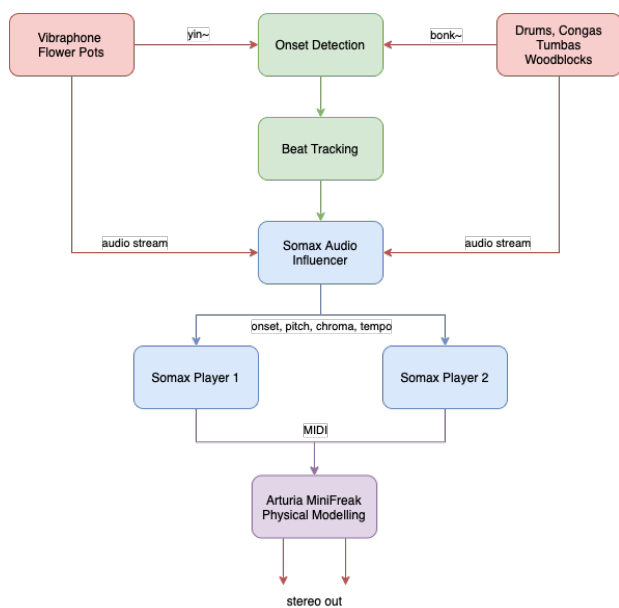 Vibraphone
Flower Pots
yin~
Onset Detection
bonk~
Drums, Congas
Tumbas
Woodblocks
Beat Tracking
audio stream
Somax Audio
Influencer
audio stream
onset, pitch, chroma, tempo
Somax Player 1
Somax Player 2
MIDI
Arturia MiniFreak
Physical Modelling
stereo out